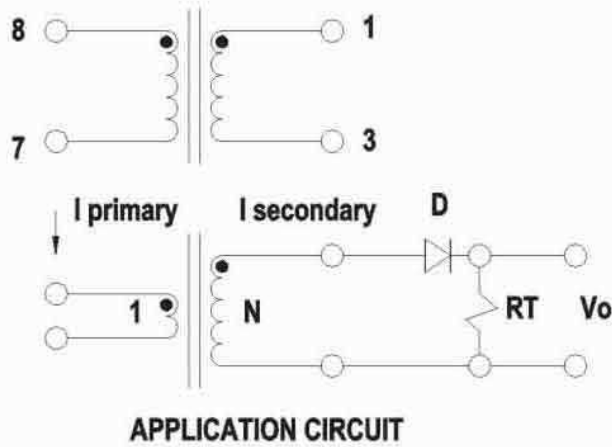 8 1
7 3
I primary I secondary D
1 N RT Vo
APPLICATION CIRCUIT